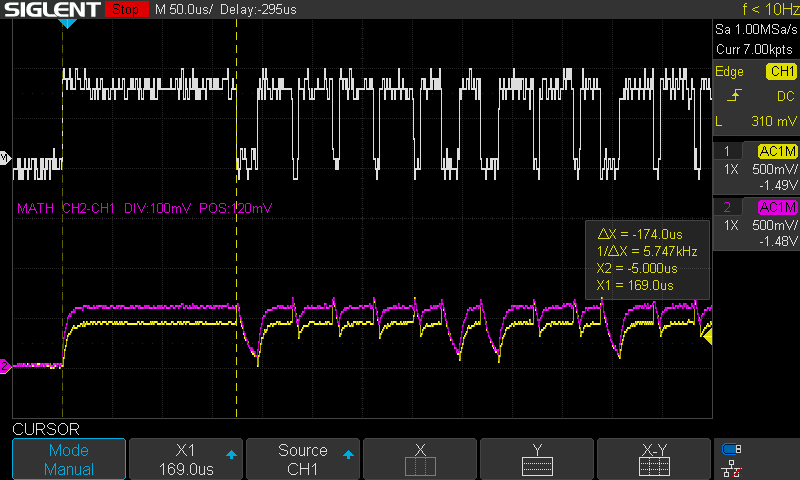 SIGLENT Stop M 50.0us/ Delay:-295us f < 10Hz
Sa 1.00MSa/s
Curr 7.00kpts
Edge CH1
DC
L 310 mV
1 AC1M
1X 500mV/
-1.49V
2 AC1M
1X 500mV/
-1.48V
M
MATH CH2-CH1 DIV:100mV POS:120mV
ΔX = -174.0us
1/ΔX = 5.747kHz
X2 = -5.000us
X1 = 169.0us
2
CURSOR
Mode X1 Source X Y X-Y
Manual 169.0us CH1